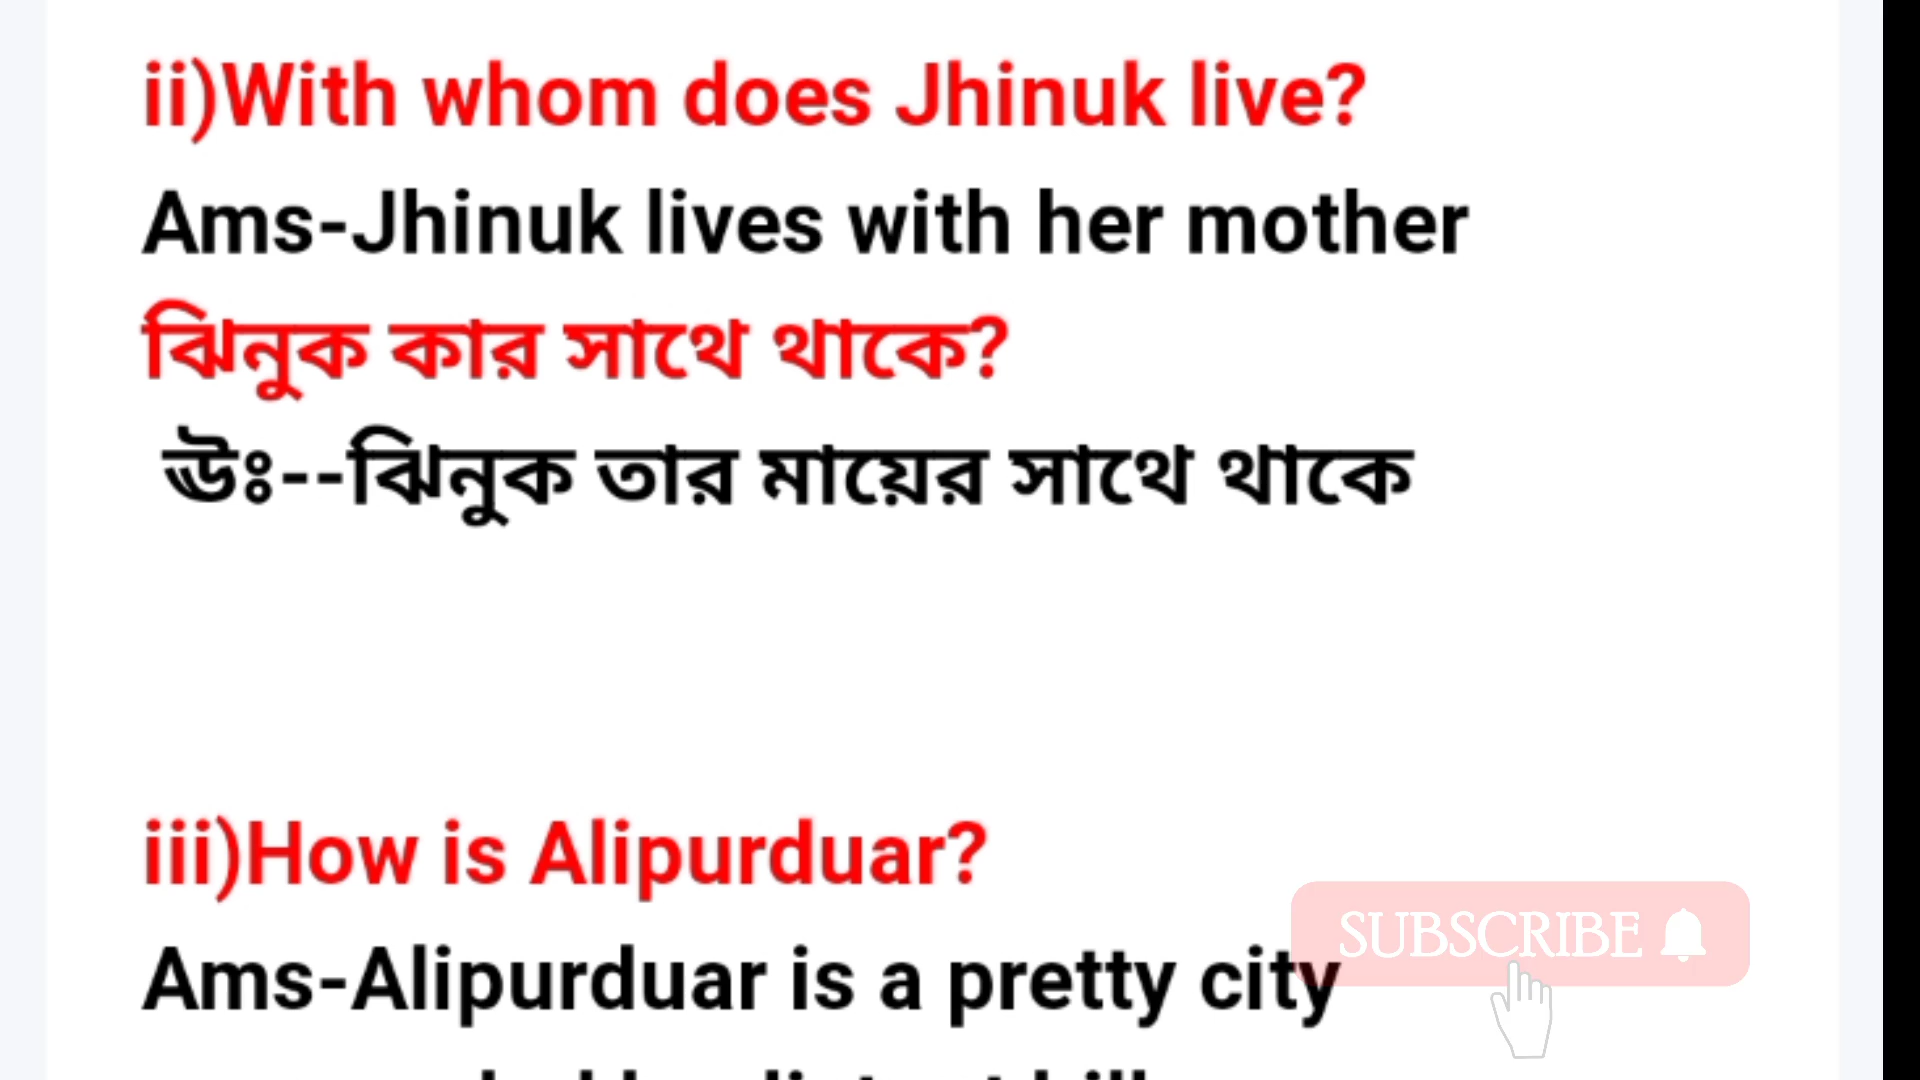 ii)With whom does Jhinuk live?
Ams-Jhinuk lives with her mother
ঝিনুক কার সাথে থাকে?
ঊঃ--ঝিনুক তার মায়ের সাথে থাকে
iii)How is Alipurduar?
SUBSCRIBE
Ams-Alipurduar is a pretty city